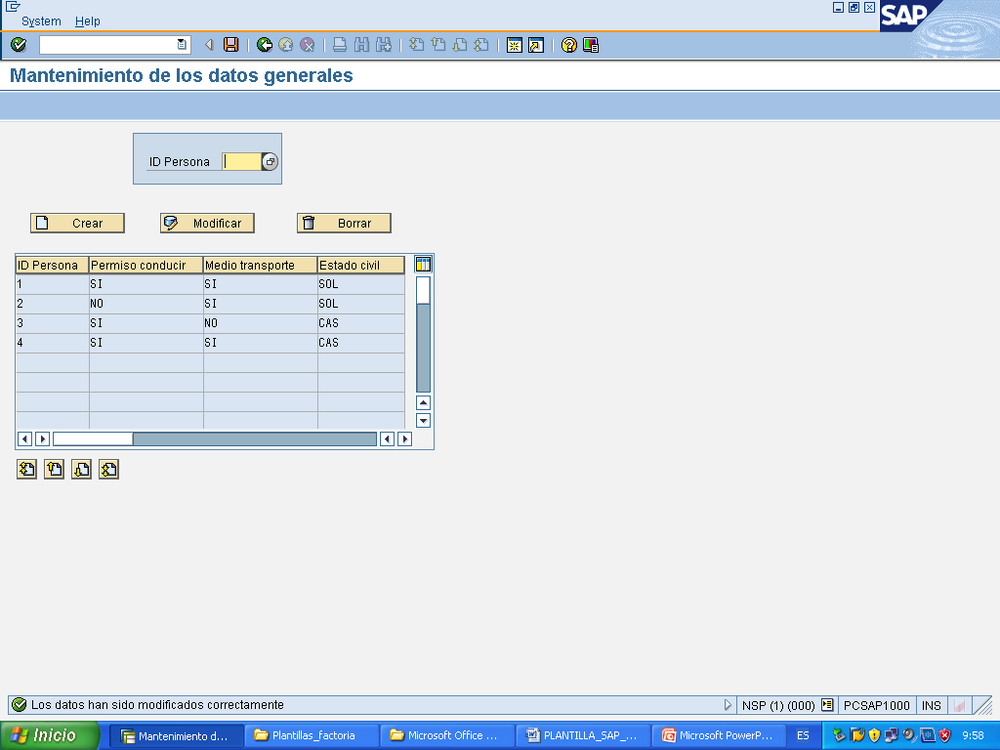 System Help
SAP
Mantenimiento de los datos generales
ID Persona
Crear Modificar Borrar
ID Persona Permiso conducir Medio transporte Estado civil
1 SI SI SOL
2 NO SI SOL
3 SI NO CAS
4 SI SI CAS
Los datos han sido modificados correctamente NSP (1) (000) PCSAP1000 INS
Inicio Mantenimiento d... Plantillas_factoria Microsoft Office ... PLANTILLA_SAP_... Microsoft PowerP... ES 9:58